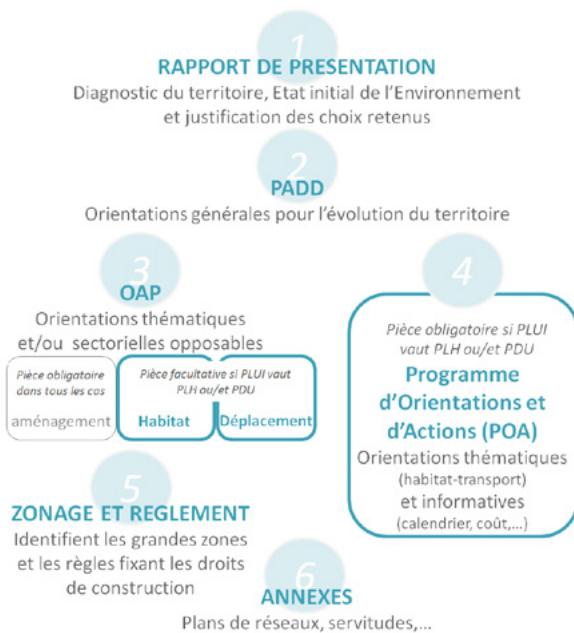 1
RAPPORT DE PRESENTATION
Diagnostic du territoire, Etat initial de l'Environnement
et justification des choix retenus
2
PADD
Orientations générales pour l'évolution du territoire
3
OAP
Orientations thématiques
et/ou sectorielles opposables
Pièce obligatoire
dans tous les cas
aménagement
Pièce facultative si PLUI vaut
PLH ou/et PDU
Habitat
Déplacement
4
Pièce obligatoire si PLUI
vaut PLH ou/et PDU
Programme
d'Orientations et
d'Actions (POA)
Orientations thématiques
(habitat-transport)
et informatives
(calendrier, coût,...)
5
ZONAGE ET REGLEMENT
Identifient les grandes zones
et les règles fixant les droits
de construction
6
ANNEXES
Plans de réseaux, servitudes,...